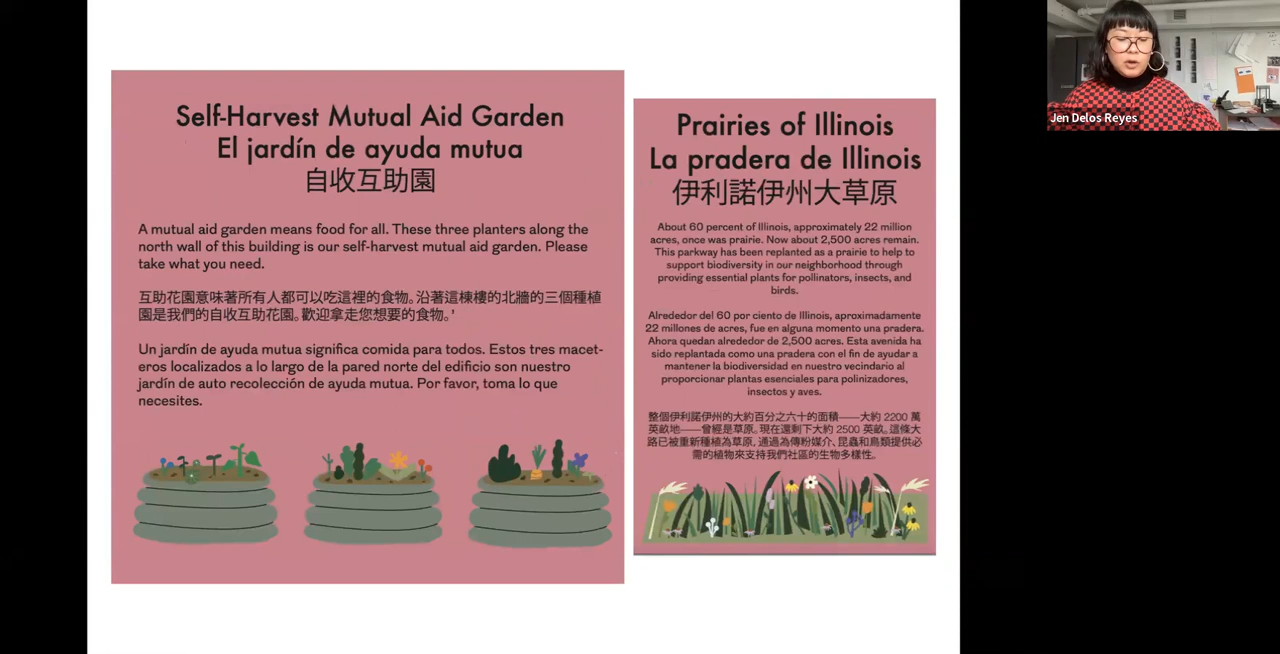 Self-Harvest Mutual Aid Garden
El jardín de ayuda mutua
自收互助園
A mutual aid garden means food for all. These three planters along the
north wall of this building is our self-harvest mutual aid garden. Please
take what you need.
互助花園意味著所有人都可以吃這裡的食物。沿著這棟樓的北牆的三個種植
園是我們的自收互助花園。歡迎拿走您想要的食物。'
Un jardín de ayuda mutua significa comida para todos. Estos tres macet-
eros localizados a lo largo de la pared norte del edificio son nuestro
jardín de auto recolección de ayuda mutua. Por favor, toma lo que
necesites.
Prairies of Illinois
La pradera de Illinois
伊利諾伊州大草原
About 60 percent of Illinois, approximately 22 million
acres, once was prairie. Now about 2,500 acres remain.
This parkway has been replanted as a prairie to help to
support biodiversity in our neighborhood through
providing essential plants for pollinators, insects, and
birds.
Alrededor del 60 por ciento de Illinois, aproximadamente
22 millones de acres, fue en alguna momento una pradera.
Ahora quedan alrededor de 2,500 acres. Esta avenida ha
sido replantada como una pradera con el fin de ayudar a
mantener la biodiversidad en nuestro vecindario al
proporcionar plantas esenciales para polinizadores,
insectos y aves.
整個伊利諾伊州的大約百分之六十的面積——大約 2200 萬
英畝地——曾經是草原。現在還剩下大約 2500 英畝。這條大
路已被重新種植為草原，通過為傳粉媒介、昆蟲和鳥類提供必
需的植物來支持我們社區的生物多樣性。
Jen Delos Reyes